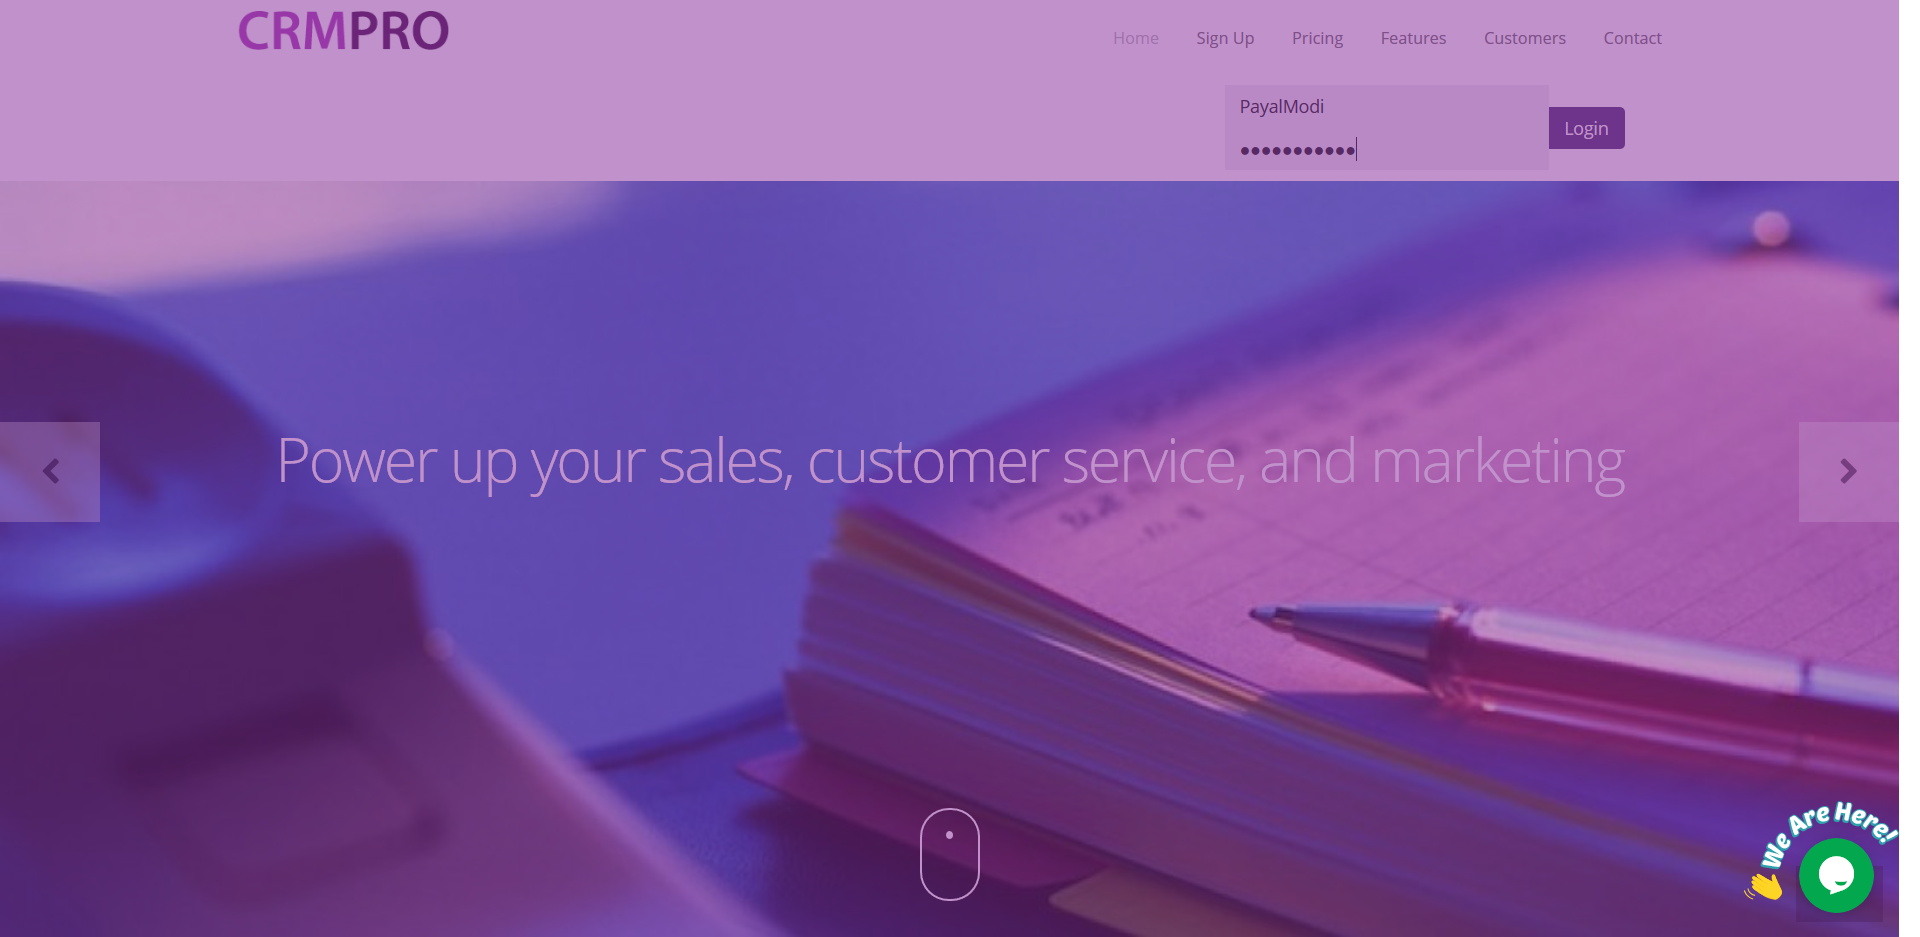 CRMPRO
Home Sign Up Pricing Features Customers Contact
PayalModi
•••••••••••
Login
Power up your sales, customer service, and marketing
We Are Here!